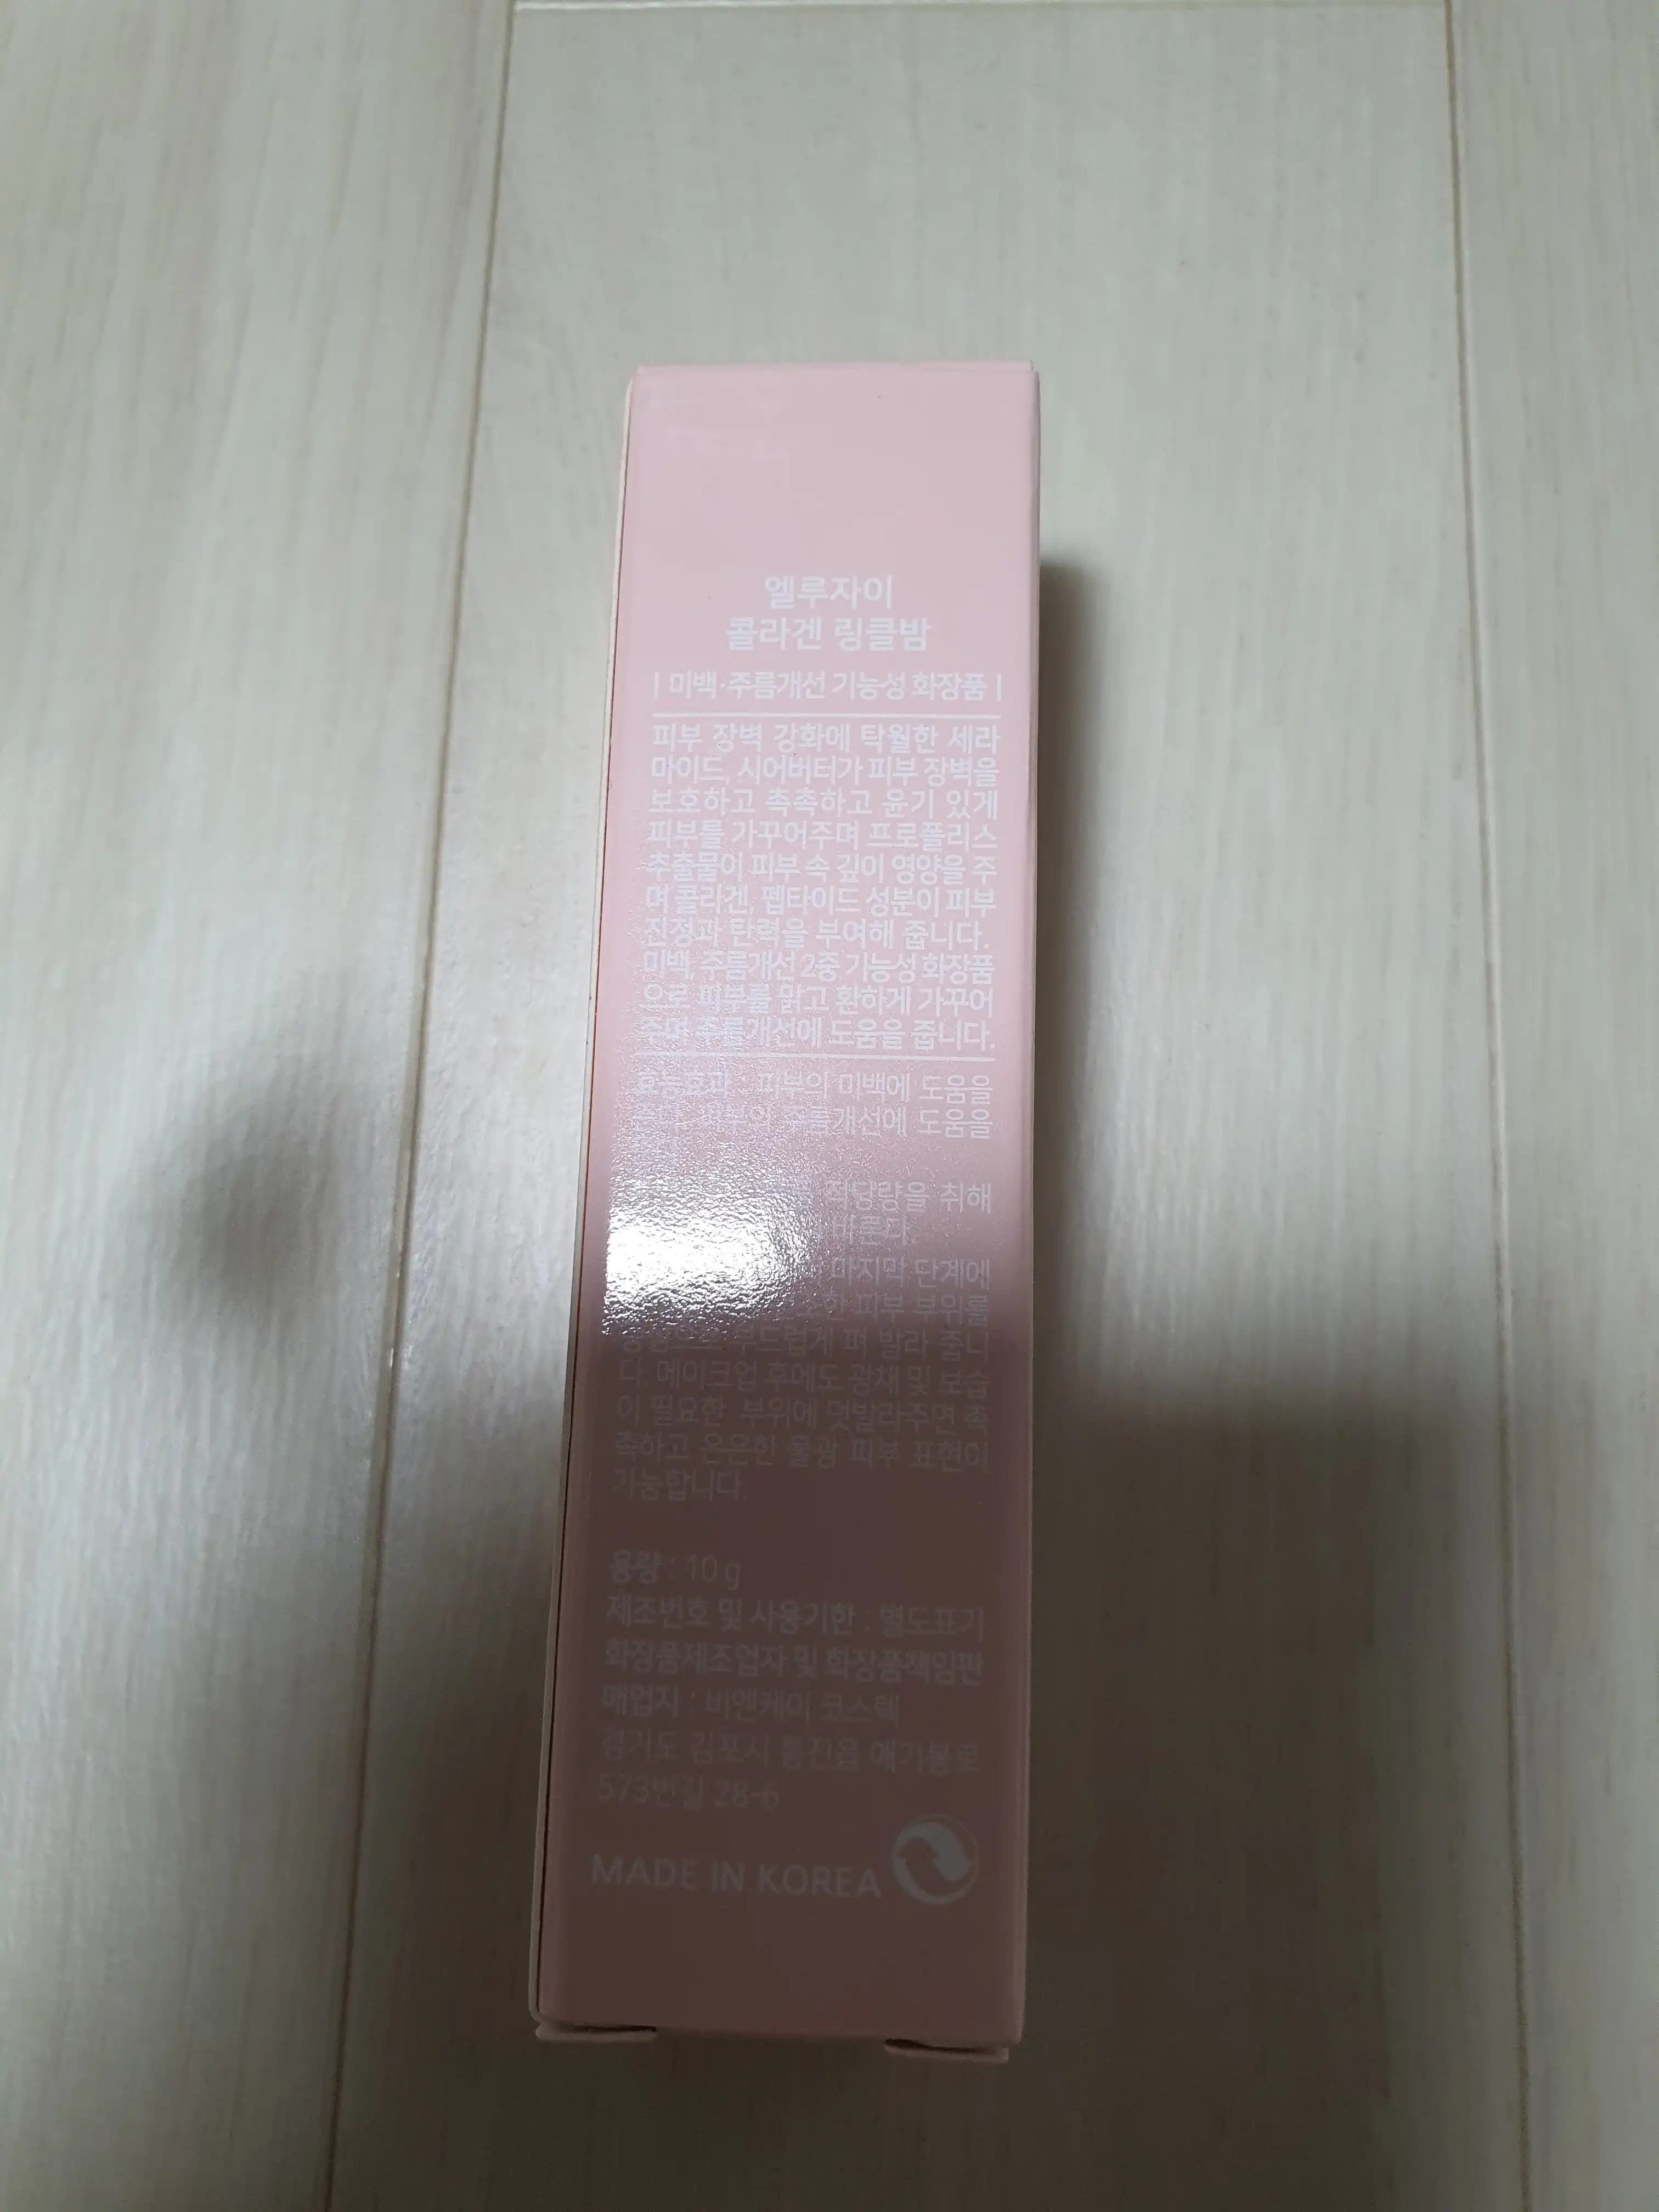 엘루자이
콜라겐 링클밤
| 미백·주름개선 기능성 화장품 |
피부 장벽 강화에 탁월한 세라
마이드, 시어버터가 피부 장벽을
보호하고 촉촉하고 윤기 있게
피부를 가꾸어주며 프로폴리스
추출물이 피부 속 깊이 영양을 주
며 콜라겐, 펩타이드 성분이 피부
진정과 탄력을 부여해 줍니다.
미백, 주름개선 2중 기능성 화장품
으로 피부를 맑고 환하게 가꾸어
주며 주름개선에 도움을 줍니다.
효능효과 피부의 미백에 도움을
피부의 주름개선에 도움을
적당량을 취해
바른다.
마지막 단계에
피부 부위를
부드럽게 펴 발라 줍니
다. 메이크업 후에도 광채 및 보습
이 필요한 부위에 덧발라주면 촉
촉하고 은은한 물광 피부 표현이
가능합니다.
용량 : 10 g
제조번호 및 사용기한 : 별도표기
화장품제조업자 및 화장품책임판
매업자 : 비엔케이 코스텍
경기도 김포시 통진읍 애기봉로
573번길 28-6
MADE IN KOREA